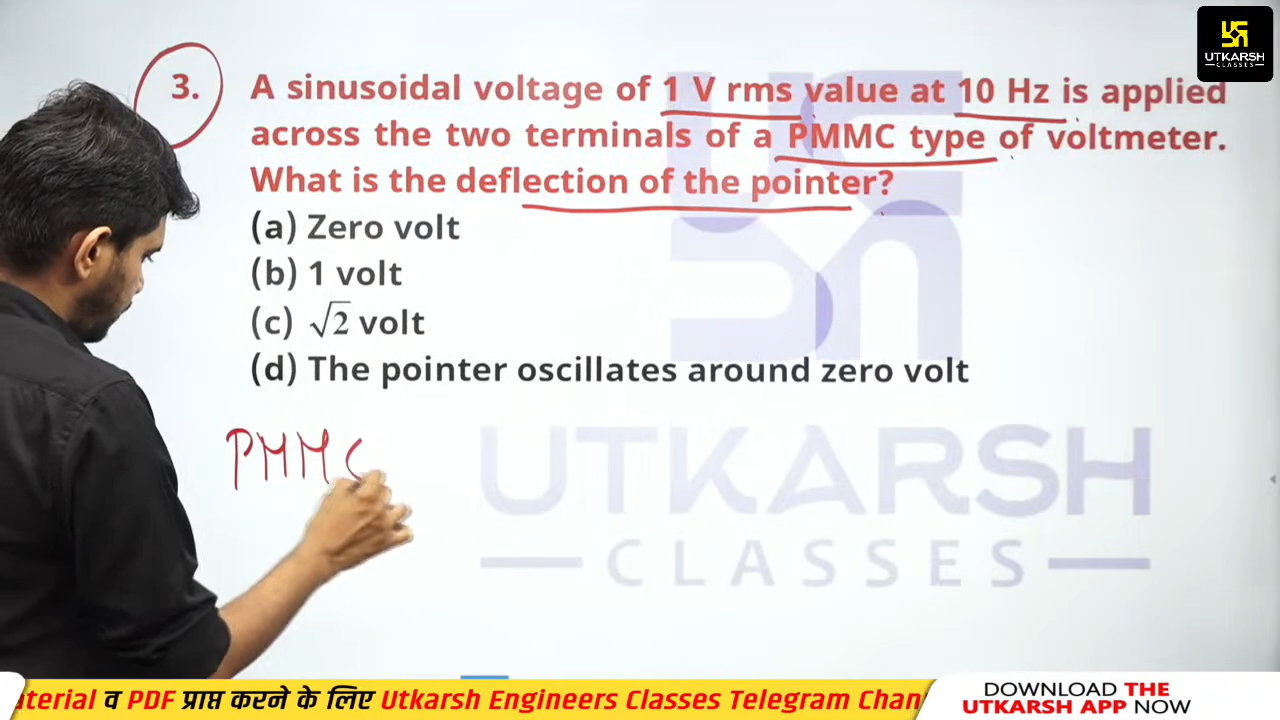 UTKARSH
CLASSES
3. A sinusoidal voltage of 1 V rms value at 10 Hz is applied
across the two terminals of a PMMC type of voltmeter.
What is the deflection of the pointer?
(a) Zero volt
(b) 1 volt
(c) √2 volt
(d) The pointer oscillates around zero volt
PMMC
UTKARSH
CLASSES
व PDF प्राप्त करने के लिए Utkarsh Engineers Classes Telegram
DOWNLOAD THE
UTKARSH APP NOW